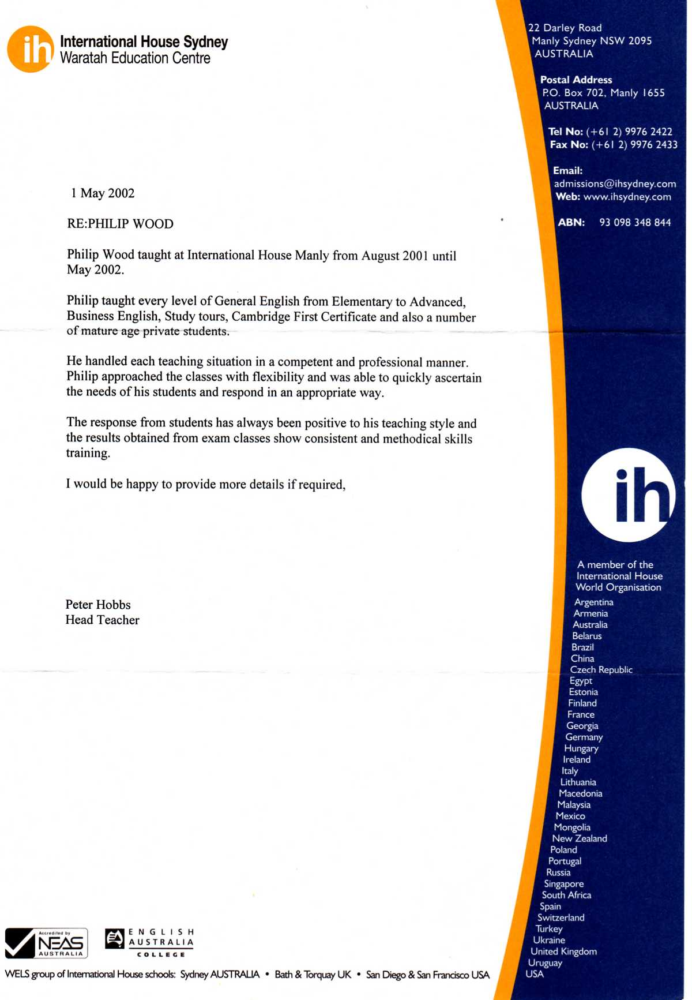 ih International House Sydney
Waratah Education Centre
22 Darley Road
Manly Sydney NSW 2095
AUSTRALIA
Postal Address
P.O. Box 702, Manly 1655
AUSTRALIA
Tel No: (+61 2) 9976 2422
Fax No: (+61 2) 9976 2433
Email:
admissions@ihsydney.com
Web: www.ihsydney.com
ABN: 93 098 348 844
1 May 2002
RE:PHILIP WOOD
Philip Wood taught at International House Manly from August 2001 until
May 2002.
Philip taught every level of General English from Elementary to Advanced,
Business English, Study tours, Cambridge First Certificate and also a number
of mature age private students.
He handled each teaching situation in a competent and professional manner.
Philip approached the classes with flexibility and was able to quickly ascertain
the needs of his students and respond in an appropriate way.
The response from students has always been positive to his teaching style and
the results obtained from exam classes show consistent and methodical skills
training.
I would be happy to provide more details if required,
Peter Hobbs
Head Teacher
ih
A member of the
International House
World Organisation
Argentina
Armenia
Australia
Belarus
Brazil
China
Czech Republic
Egypt
Estonia
Finland
France
Georgia
Germany
Hungary
Ireland
Italy
Lithuania
Macedonia
Malaysia
Mexico
Mongolia
New Zealand
Poland
Portugal
Russia
Singapore
South Africa
Spain
Switzerland
Turkey
Ukraine
United Kingdom
Uruguay
USA
Accredited by
NEAS
AUSTRALIA
ENGLISH
AUSTRALIA
COLLEGE
WELS group of International House schools: Sydney AUSTRALIA • Bath & Torquay UK • San Diego & San Francisco USA